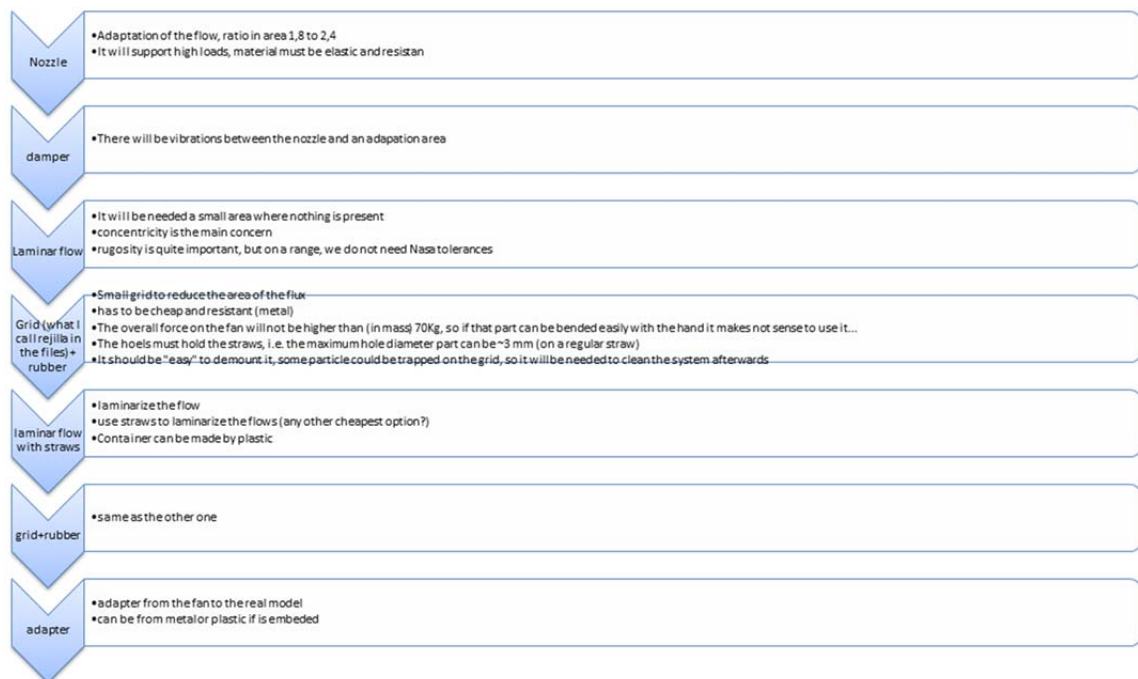 Nozzle
•Adaptation of the flow, ratio in area 1,8 to 2,4
•It will support high loads, material must be elastic and resistan
damper
•There will be vibrations between the nozzle and an adapation area
Laminar flow
•It will be needed a small area where nothing is present
•concentricity is the main concern
•rugosity is quite important, but on a range, we do not need Nasa tolerances
Grid (what I
call rejilla in
the files)+
rubber
•Small grid to reduce the area of the flux
•has to be cheap and resistant (metal)
•The overall force on the fan will not be higher than (in mass) 70Kg, so if that part can be bended easily with the hand it makes not sense to use it...
•The hoels must hold the straws, i.e. the maximum hole diameter part can be ~3 mm (on a regular straw)
•It should be "easy" to demount it, some particle could be trapped on the grid, so it will be needed to clean the system afterwards
laminar flow
with straws
•laminarize the flow
•use straws to laminarize the flows (any other cheapest option?)
•Container can be made by plastic
grid+rubber
•same as the other one
adapter
•adapter from the fan to the real model
•can be from metal or plastic if is embeded